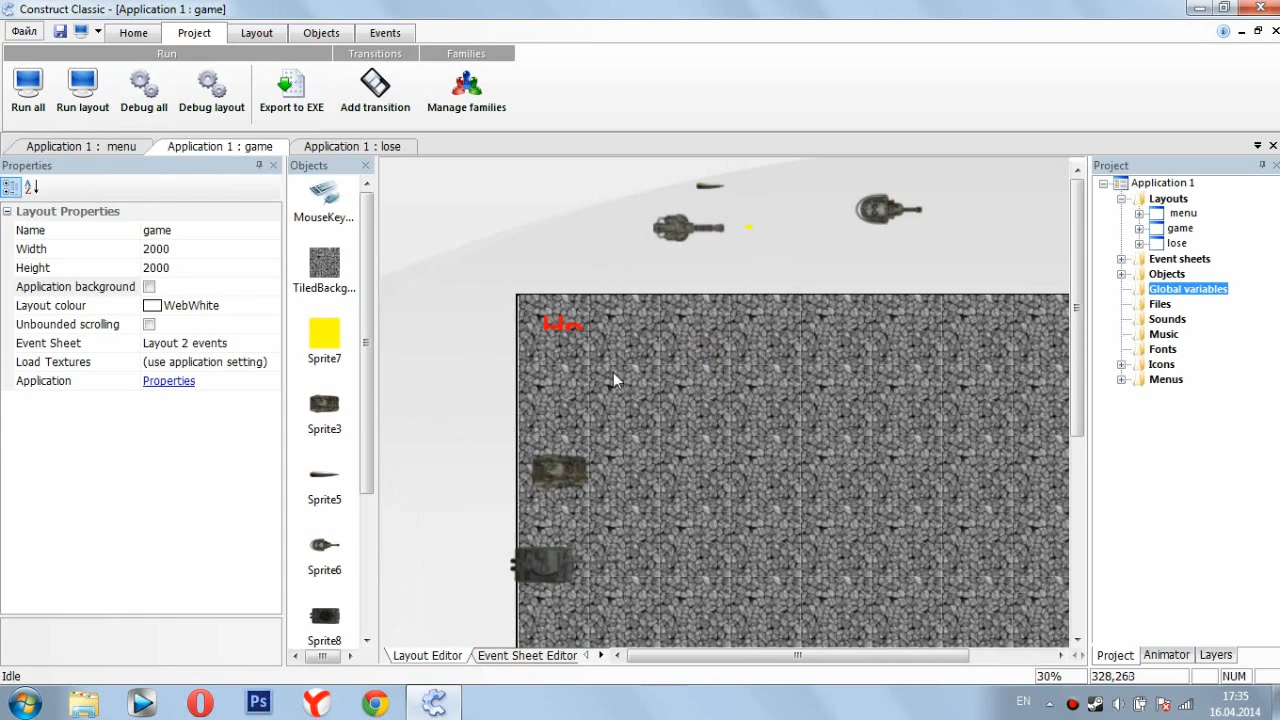 Construct Classic - [Application 1 : game]
Файл
Home
Project
Layout
Objects
Events
Run
Transitions
Families
Run all
Run layout
Debug all
Debug layout
Export to EXE
Add transition
Manage families
Application 1 : menu
Application 1 : game
Application 1 : lose
Properties
Layout Properties
Name game
Width 2000
Height 2000
Application background
Layout colour WebWhite
Unbounded scrolling
Event Sheet Layout 2 events
Load Textures (use application setting)
Application Properties
Objects
MouseKey...
TiledBackg...
Sprite7
Sprite3
Sprite5
Sprite6
Sprite8
Layout Editor
Event Sheet Editor
Project
Application 1
Layouts
menu
game
lose
Event sheets
Objects
Global variables
Files
Sounds
Music
Fonts
Icons
Menus
Project
Animator
Layers
Idle
30%
328,263
NUM
Ps
EN
17:35
16.04.2014